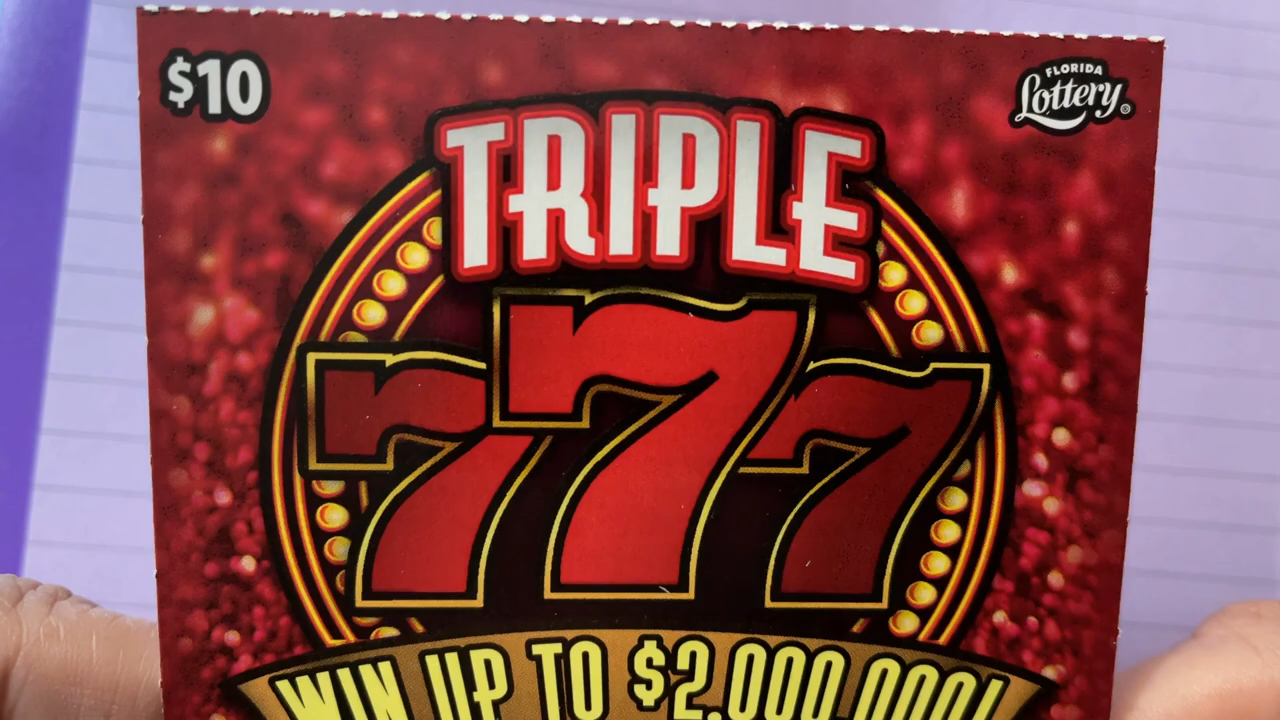 $10
FLORIDA
Lottery®
TRIPLE
777
WIN UP TO $2,000,000!